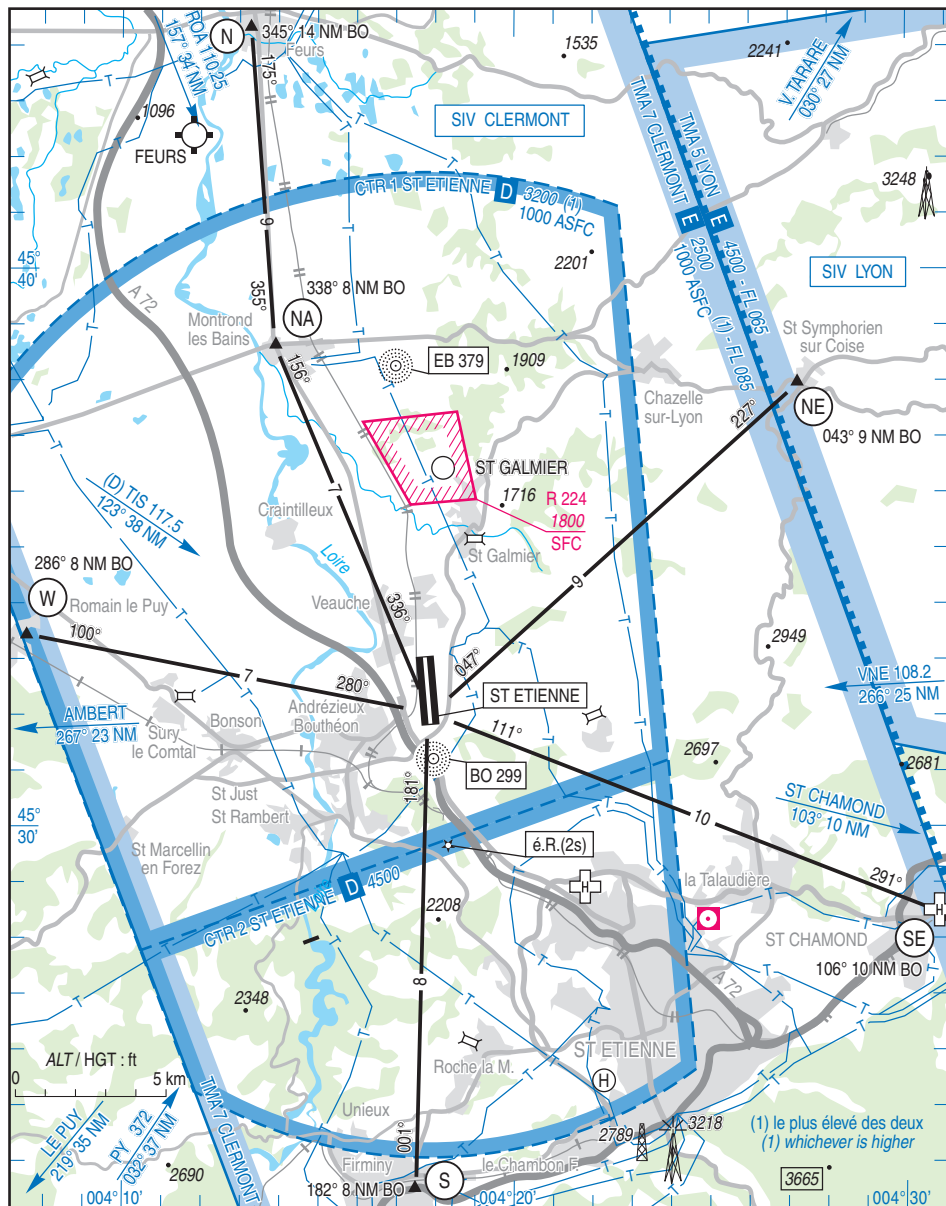 N
345° 14 NM BO
Feurs
ROA 110.25
157° 34 NM
175°
1535
2241
V. TARARE
030° 27 NM
1096
FEURS
SIV CLERMONT
TMA 7 CLERMONT
TMA 5 LYON
3248
CTR 1 ST ETIENNE D 3200 (1)
1000 ASFC
E
E
2500
1000 ASFC
(1) - FL 085
4500 - FL 065
9
2201
SIV LYON
45°
40'
A 72
355°
338° 8 NM BO
NA
Montrond
les Bains
156°
EB 379
1909
St Symphorien
sur Coise
Chazelle
sur-Lyon
227°
NE
043° 9 NM BO
ST GALMIER
1716
R 224
1800
SFC
(D) TIS 117.5
123° 38 NM
Craintilleux
7
St Galmier
Loire
9
286° 8 NM BO
W
Romain le Puy
Veauche
336°
100°
7
280°
047°
2949
AMBERT
267° 23 NM
Sury
le Comtal
Bonson
Andrézieux
Bouthéon
ST ETIENNE
111°
VNE 108.2
266° 25 NM
BO 299
2697
2681
181°
St Just
St Rambert
10
ST CHAMOND
103° 10 NM
45°
30'
St Marcellin
en Forez
é.R.(2s)
291°
CTR 2 ST ETIENNE D 4500
H
la Talaudière
H
2208
ST CHAMOND
SE
106° 10 NM BO
A 72
8
2348
ST ETIENNE
ALT / HGT : ft
Roche la M.
H
0
5 km
LE PUY
219° 35 NM
PY 372
032° 37 NM
TMA 7 CLERMONT
Unieux
001°
2789
3218
(1) le plus élevé des deux
(1) whichever is higher
2690
Firminy
le Chambon F.
3665
182° 8 NM BO
S
004° 10'
004° 20'
004° 30'